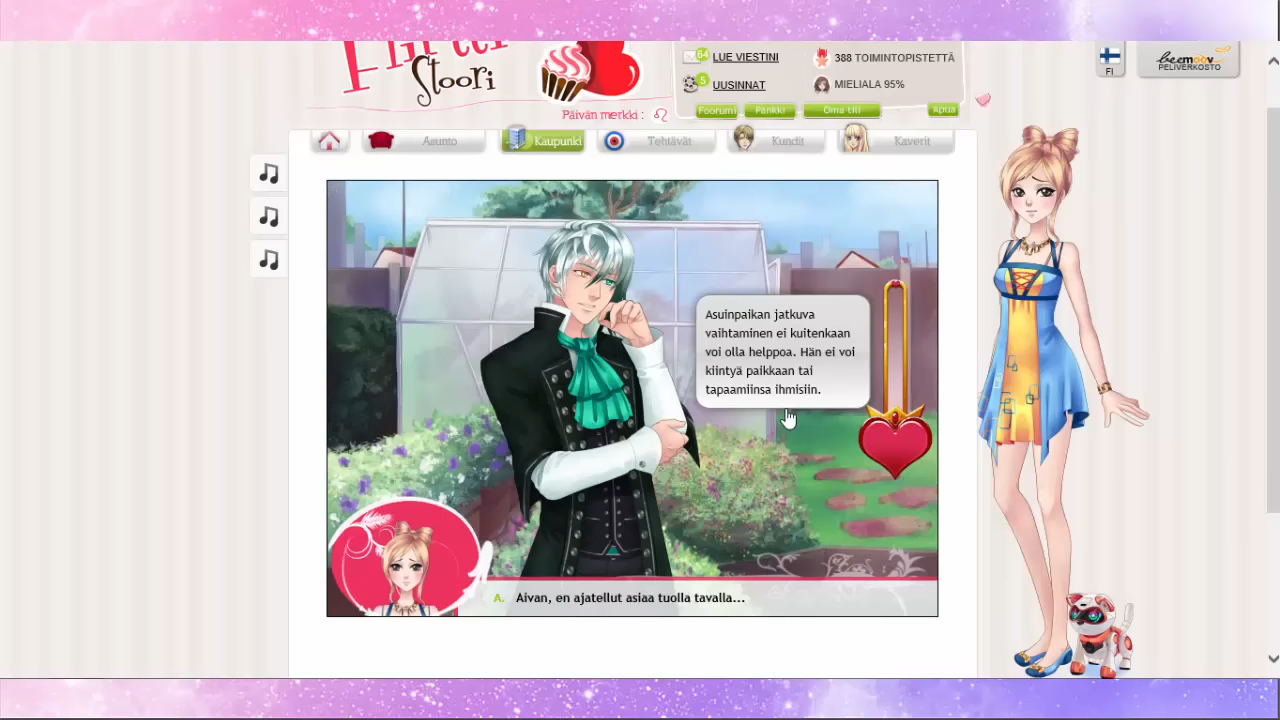 Stoori
64 LUE VIESTINI
388 TOIMINTOPISTETTÄ
5 UUSINNAT
MIELIALA 95%
Päivän merkki :
Foorumi
Pankki
Oma tili
Apua
FI
beemoov
PELIVERKOSTO
Asunto
Kaupunki
Tehtävät
Kundit
Kaverit
Asuinpaikan jatkuva
vaihtaminen ei kuitenkaan
voi olla helppoa. Hän ei voi
kiintyä paikkaan tai
tapaamiinsa ihmisiin.
A. Aivan, en ajatellut asiaa tuolla tavalla...